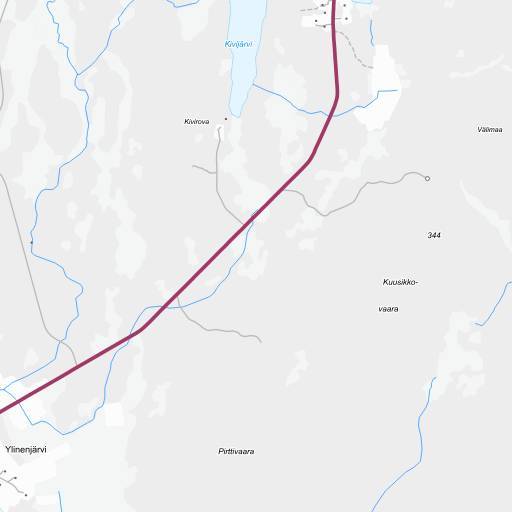 Kivijärvi
Kivirova
Välimaa
344
Kuusikko-
vaara
Ylinenjärvi
Pirttivaara